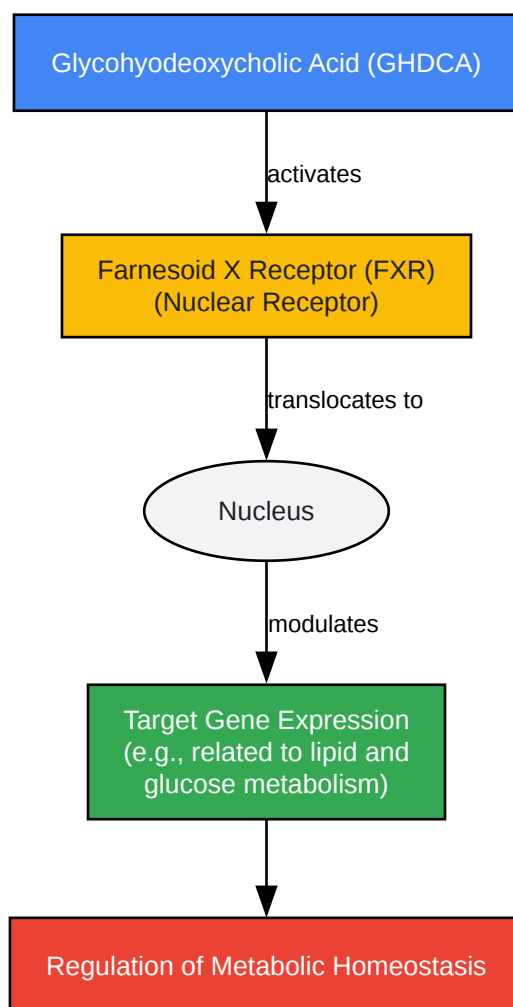 Glycohyodeoxycholic Acid (GHDCA)
activates
Farnesoid X Receptor (FXR)
(Nuclear Receptor)
translocates to
Nucleus
modulates
Target Gene Expression
(e.g., related to lipid and
glucose metabolism)
Regulation of Metabolic Homeostasis